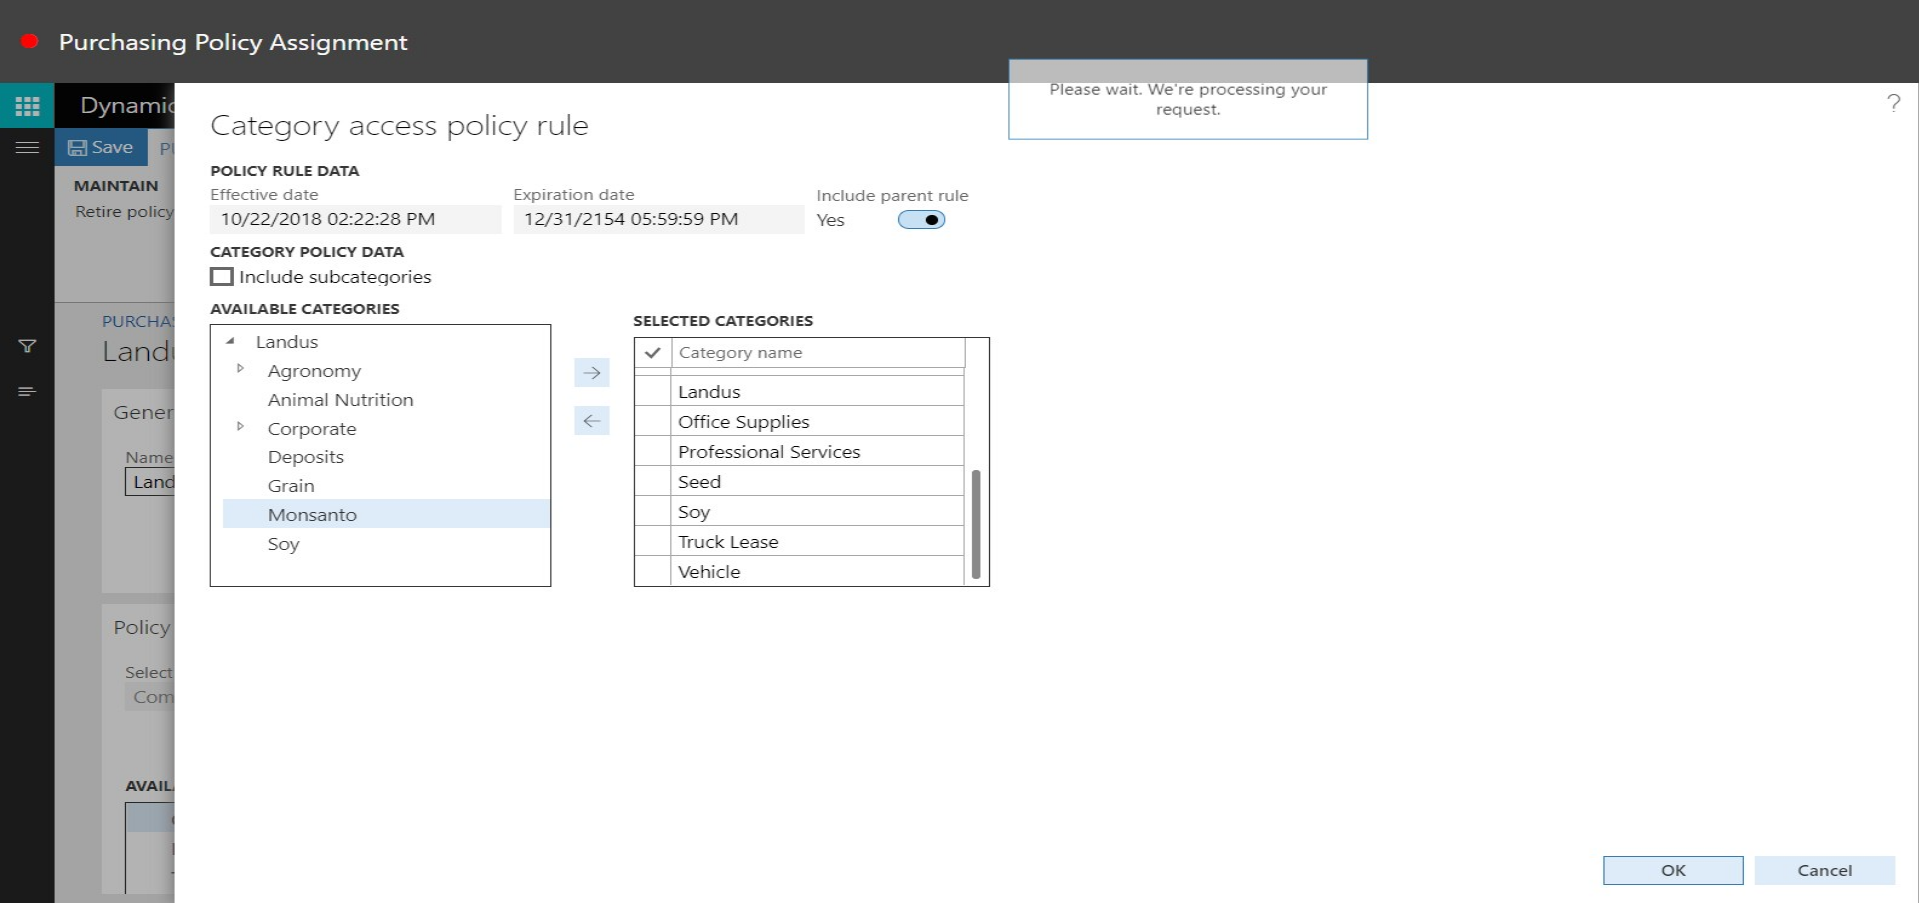 Purchasing Policy Assignment
Please wait. We're processing your
request.
Dynamic
?
Category access policy rule
Save
MAINTAIN
Retire policy
POLICY RULE DATA
Effective date
Expiration date
Include parent rule
10/22/2018 02:22:28 PM
12/31/2154 05:59:59 PM
Yes
CATEGORY POLICY DATA
Include subcategories
AVAILABLE CATEGORIES
SELECTED CATEGORIES
Landus
Agronomy
Animal Nutrition
Corporate
Deposits
Grain
Monsanto
Soy
Category name
Landus
Office Supplies
Professional Services
Seed
Soy
Truck Lease
Vehicle
PURCHAS
Landu
Gener
Name
Land
Policy
Select
Com
AVAIL
OK
Cancel